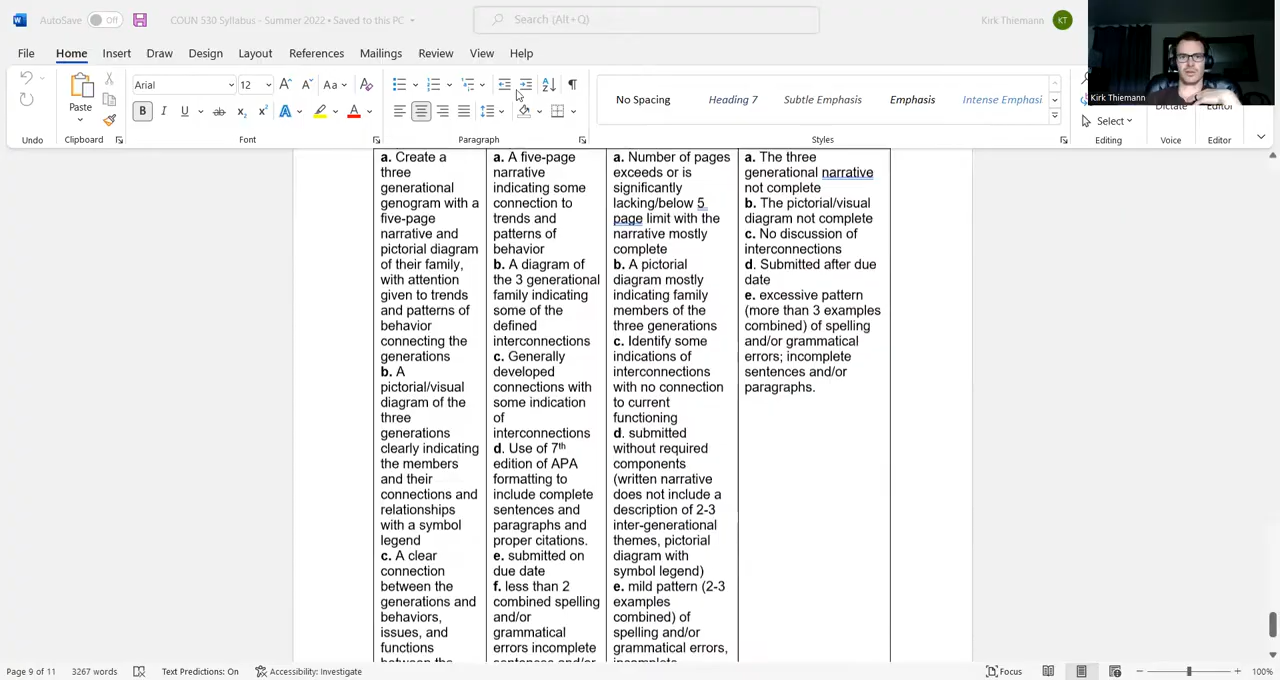 AutoSave Off COUN 530 Syllabus - Summer 2022 • Saved to this PC Search (Alt+Q) Kirk Thiemann KT
File Home Insert Draw Design Layout References Mailings Review View Help
Paste
Arial 12
Aa
No Spacing Heading 7 Subtle Emphasis Emphasis Intense Emphasi
Select
Dictate
Editor
Kirk Thiemann
Undo Clipboard Font Paragraph Styles Editing Voice Editor
a. Create a
three
generational
genogram with a
five-page
narrative and
pictorial diagram
of their family,
with attention
given to trends
and patterns of
behavior
connecting the
generations
b. A
pictorial/visual
diagram of the
three
generations
clearly indicating
the members
and their
connections and
relationships
with a symbol
legend
c. A clear
connection
between the
generations and
behaviors,
issues, and
functions
between the
a. A five-page
narrative
indicating some
connection to
trends and
patterns of
behavior
b. A diagram of
the 3 generational
family indicating
some of the
defined
interconnections
c. Generally
developed
connections with
some indication
of
interconnections
d. Use of 7th
edition of APA
formatting to
include complete
sentences and
paragraphs and
proper citations.
e. submitted on
due date
f. less than 2
combined spelling
and/or
grammatical
errors incomplete
sentences and/or
a. Number of pages
exceeds or is
significantly
lacking/below 5
page limit with the
narrative mostly
complete
b. A pictorial
diagram mostly
indicating family
members of the
three generations
c. Identify some
indications of
interconnections
with no connection
to current
functioning
d. submitted
without required
components
(written narrative
does not include a
description of 2-3
inter-generational
themes, pictorial
diagram with
symbol legend)
e. mild pattern (2-3
examples
combined) of
spelling and/or
grammatical errors,
incomplete
a. The three
generational narrative
not complete
b. The pictorial/visual
diagram not complete
c. No discussion of
interconnections
d. Submitted after due
date
e. excessive pattern
(more than 3 examples
combined) of spelling
and/or grammatical
errors; incomplete
sentences and/or
paragraphs.
Page 9 of 11 3267 words Text Predictions: On Accessibility: Investigate Focus 100%